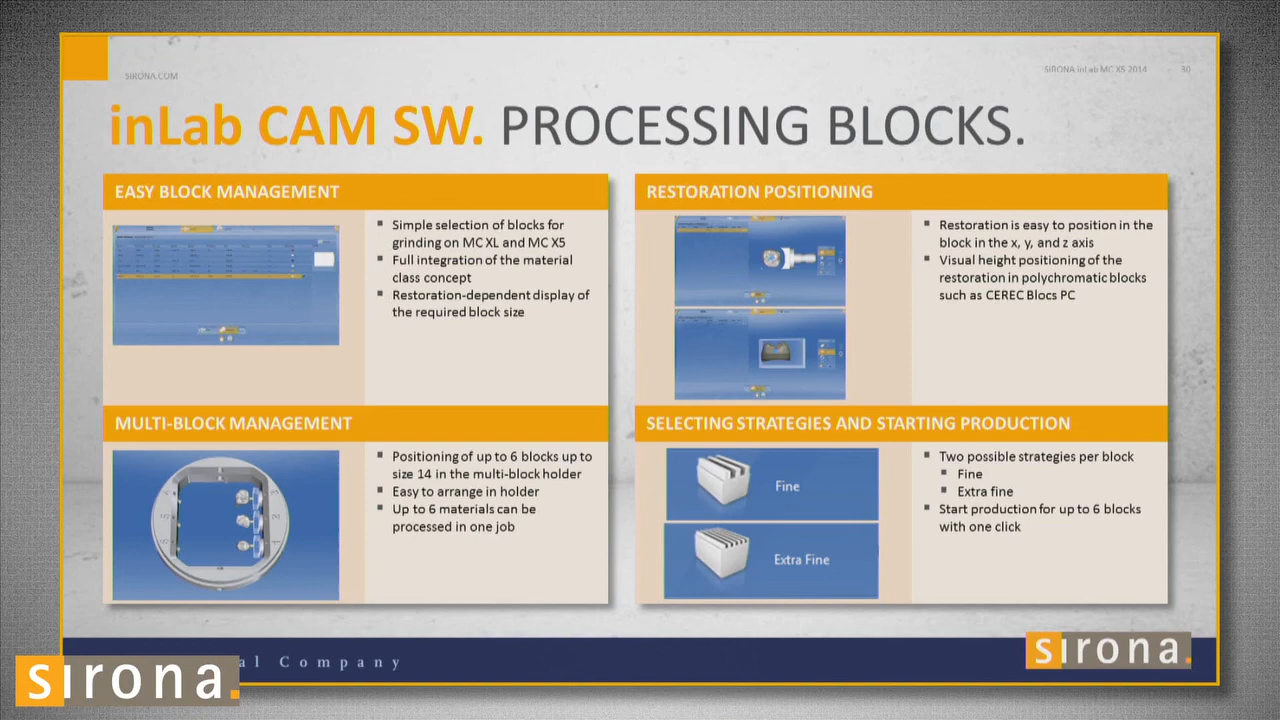 SIRONA.COM
SIRONA inLab MC X5 2014
30
inLab CAM SW. PROCESSING BLOCKS.
EASY BLOCK MANAGEMENT
Simple selection of blocks for
grinding on MC XL and MC X5
Full integration of the material
class concept
Restoration-dependent display of
the required block size
RESTORATION POSITIONING
Restoration is easy to position in the
block in the x, y, and z axis
Visual height positioning of the
restoration in polychromatic blocks
such as CEREC Blocs PC
MULTI-BLOCK MANAGEMENT
Positioning of up to 6 blocks up to
size 14 in the multi-block holder
Easy to arrange in holder
Up to 6 materials can be
processed in one job
SELECTING STRATEGIES AND STARTING PRODUCTION
Fine
Extra Fine
Two possible strategies per block
Fine
Extra fine
Start production for up to 6 blocks
with one click
al Company
sirona.
sirona.